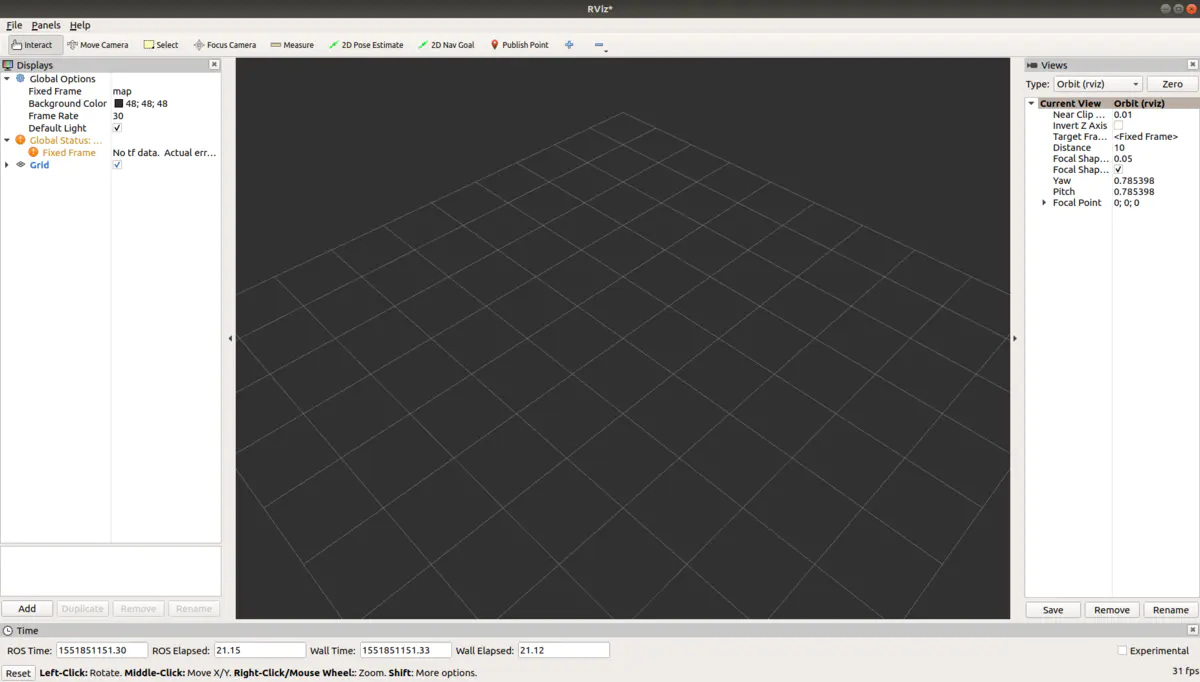 RViz*
File Panels Help
Interact Move Camera Select Focus Camera Measure 2D Pose Estimate 2D Nav Goal Publish Point
Displays
Global Options
Fixed Frame map
Background Color 48; 48; 48
Frame Rate 30
Default Light
Global Status: ...
Fixed Frame No tf data. Actual err...
Grid
Add Duplicate Remove Rename
Views
Type: Orbit (rviz) Zero
Current View Orbit (rviz)
Near Clip ... 0.01
Invert Z Axis
Target Fra... <Fixed Frame>
Distance 10
Focal Shap... 0.05
Focal Shap...
Yaw 0.785398
Pitch 0.785398
Focal Point 0; 0; 0
Save Remove Rename
Time
ROS Time: 1551851151.30 ROS Elapsed: 21.15 Wall Time: 1551851151.33 Wall Elapsed: 21.12 Experimental
Reset Left-Click: Rotate. Middle-Click: Move X/Y. Right-Click/Mouse Wheel:: Zoom. Shift: More options. 31 fps